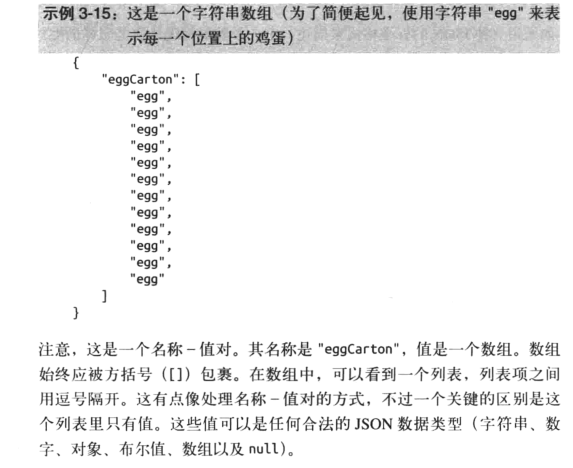 示例 3-15：这是一个字符串数组（为了简便起见，使用字符串 "egg" 来表
示每一个位置上的鸡蛋）
{
"eggCarton": [
"egg",
"egg",
"egg",
"egg",
"egg",
"egg",
"egg",
"egg",
"egg",
"egg",
"egg",
"egg"
]
}
注意，这是一个名称 – 值对。其名称是 "eggCarton"，值是一个数组。数组
始终应被方括号（[]）包裹。在数组中，可以看到一个列表，列表项之间
用逗号隔开。这有点像处理名称 – 值对的方式，不过一个关键的区别是这
个列表里只有值。这些值可以是任何合法的 JSON 数据类型（字符串、数
字、对象、布尔值、数组以及 null）。